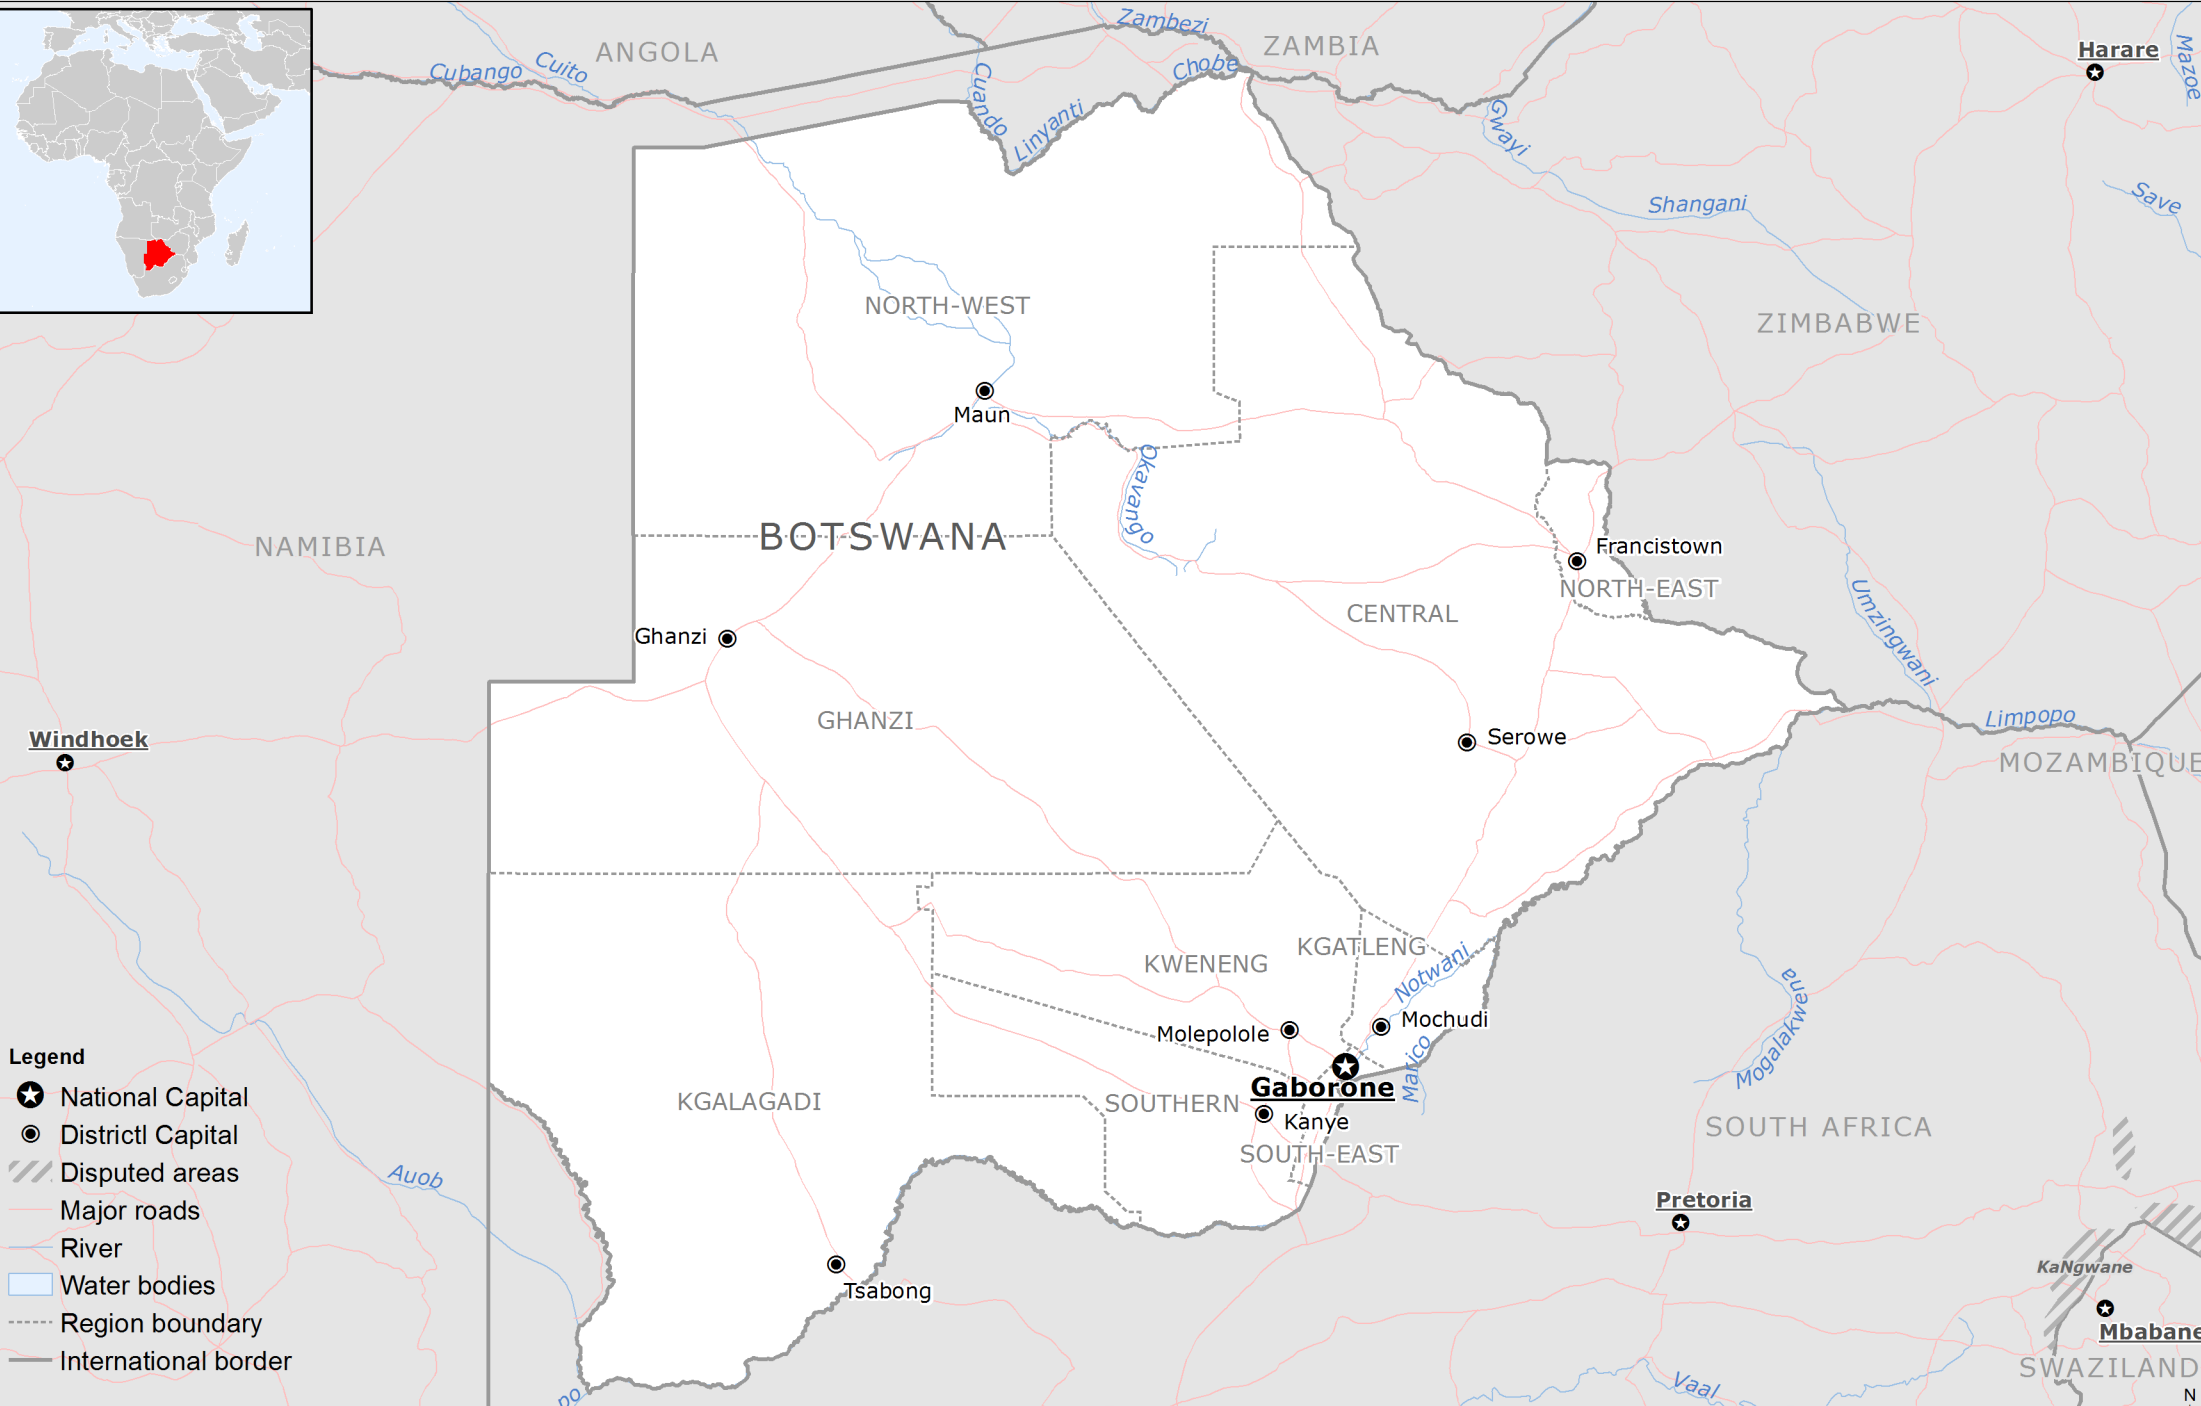 Zambezi
ANGOLA
ZAMBIA
Harare
Mazoe
Cubango
Cuito
Chobe
Cuando
Linyanti
Gwayi
Shangani
Save
NORTH-WEST
ZIMBABWE
Maun
Okavango
BOTSWANA
NAMIBIA
Francistown
NORTH-EAST
CENTRAL
Umzingwani
Ghanzi
GHANZI
Serowe
Limpopo
Windhoek
MOZAMBIQUE
KWENENG
KGATLENG
Notwani
Mogalakwena
Molepolole
Mochudi
Marico
Gaborone
KGALAGADI
SOUTHERN
Kanye
SOUTH-EAST
SOUTH AFRICA
Auob
Pretoria
Tsabong
KaNgwane
Mbabane
SWAZILAND
Vaal
po
N
Legend
National Capital
Districtl Capital
Disputed areas
Major roads
River
Water bodies
Region boundary
International border